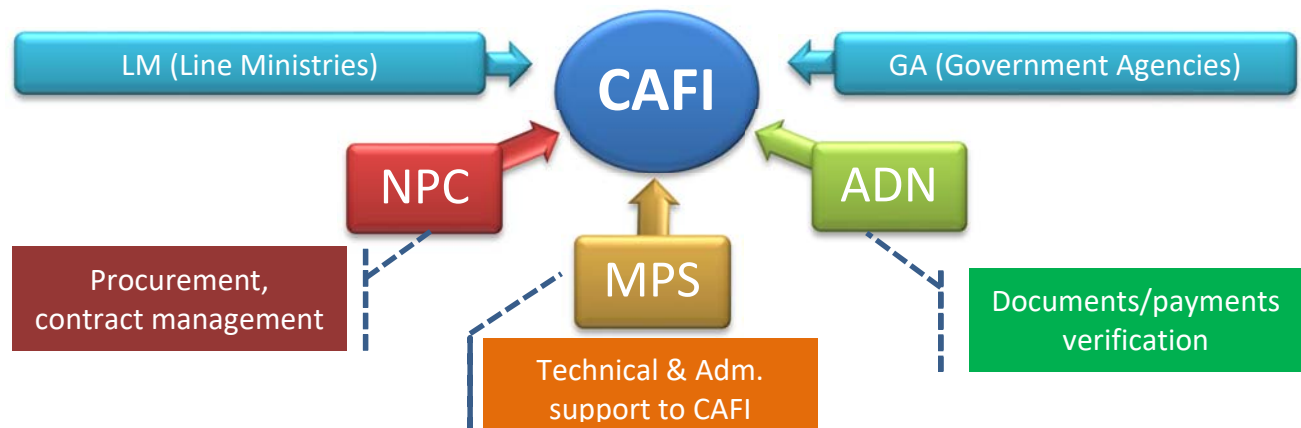 LM (Line Ministries)
CAFI
GA (Government Agencies)
NPC
ADN
MPS
Procurement,
contract management
Documents/payments
verification
Technical & Adm.
support to CAFI